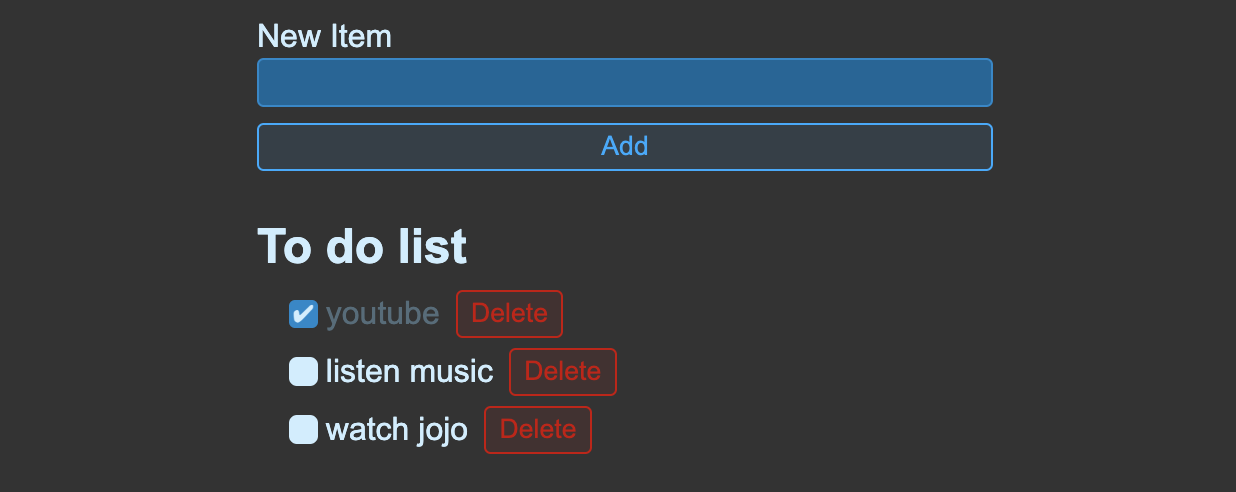 New Item
Add
To do list
youtube Delete
listen music Delete
watch jojo Delete